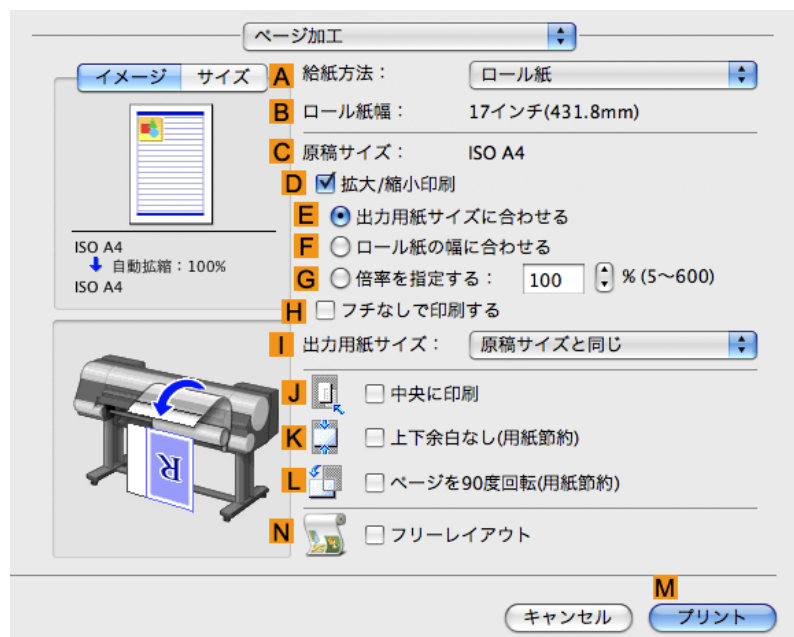 ページ加工
イメージ サイズ
A 給紙方法： ロール紙
B ロール紙幅： 17インチ(431.8mm)
C 原稿サイズ： ISO A4
D 拡大/縮小印刷
E 出力用紙サイズに合わせる
F ロール紙の幅に合わせる
G 倍率を指定する： 100 % (5～600)
ISO A4
自動拡縮：100%
ISO A4
H フチなしで印刷する
I 出力用紙サイズ： 原稿サイズと同じ
J 中央に印刷
K 上下余白なし(用紙節約)
L ページを90度回転(用紙節約)
R
N フリーレイアウト
M
キャンセル プリント